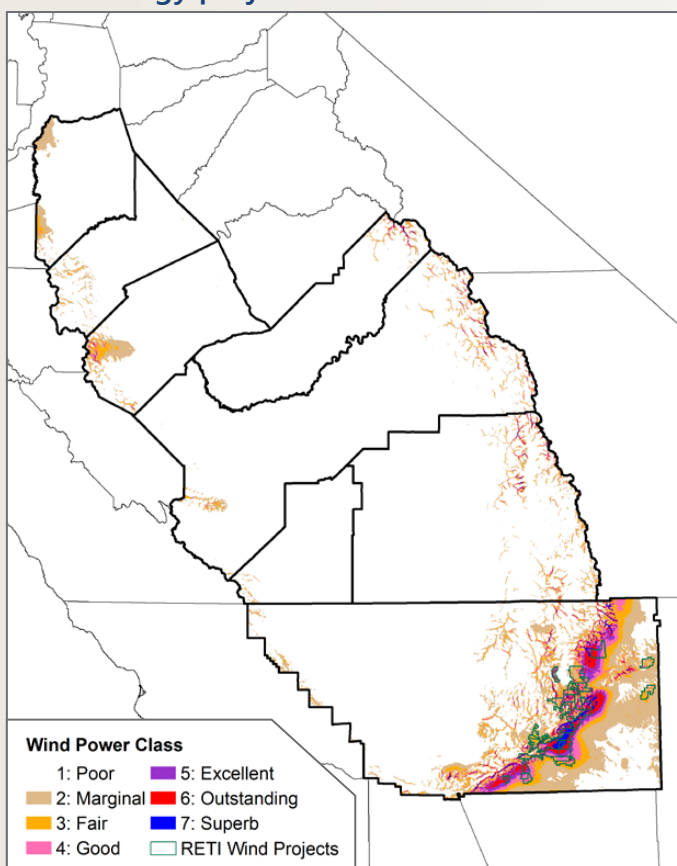 Wind Power Class
1: Poor
5: Excellent
2: Marginal
6: Outstanding
3: Fair
7: Superb
4: Good
RETI Wind Projects